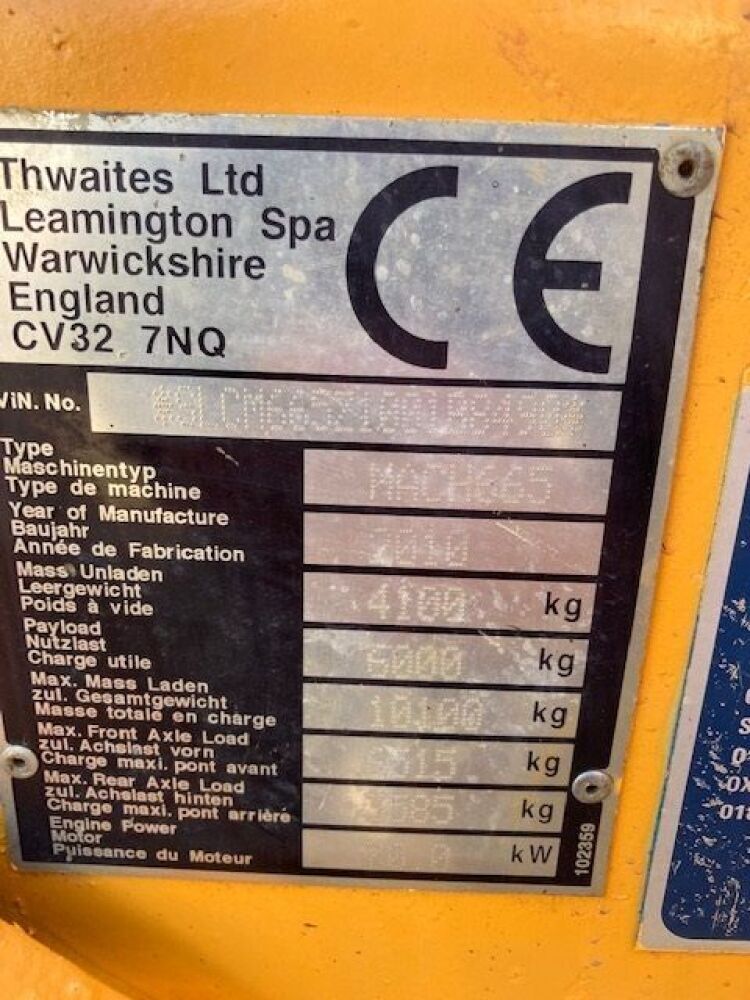 Thwaites Ltd
Leamington Spa
Warwickshire
England
CV32 7NQ
CE
ViN. No.
Type
Maschinentyp
Type de machine
MACH665
Year of Manufacture
Baujahr
Année de Fabrication
2010
Mass Unladen
Leergewicht
Poids à vide
4100 kg
Payload
Nutzlast
Charge utile
6000 kg
Max. Mass Laden
zul. Gesamtgewicht
Masse totale en charge
10100 kg
Max. Front Axle Load
zul. Achslast vorn
Charge maxi. pont avant
kg
Max. Rear Axle Load
zul. Achslast hinten
Charge maxi. pont arrière
kg
Engine Power
Motor
Puissance du Moteur
kW
102359